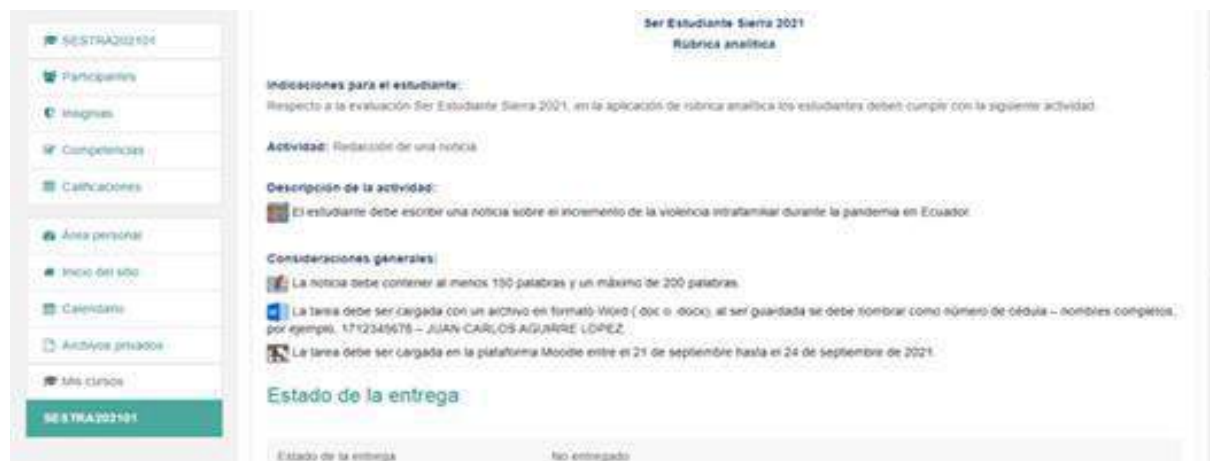 Ser Estudiante Sierra 2021
Rúbrica analítica
SESTRA202101
Participantes
Insignias
Competencias
Calificaciones
Área personal
Inicio del sitio
Calendario
Archivos privados
Mis cursos
SESTRA202101
Indicaciones para el estudiante:
Respecto a la evaluación Ser Estudiante Sierra 2021, en la aplicación de rúbrica analítica los estudiantes deben cumplir con la siguiente actividad.
Actividad: Redacción de una noticia
Descripción de la actividad:
El estudiante debe escribir una noticia sobre el incremento de la violencia intrafamiliar durante la pandemia en Ecuador.
Consideraciones generales:
La noticia debe contener al menos 150 palabras y un máximo de 200 palabras.
La tarea debe ser cargada con un archivo en formato Word (.doc o .docx), al ser guardada se debe nombrar como número de cédula – nombres completos,
por ejemplo, 1712345678 – JUAN CARLOS AGUIRRE LOPEZ
La tarea debe ser cargada en la plataforma Moodle entre el 21 de septiembre hasta el 24 de septiembre de 2021.
Estado de la entrega
Estado de la entrega No entregado